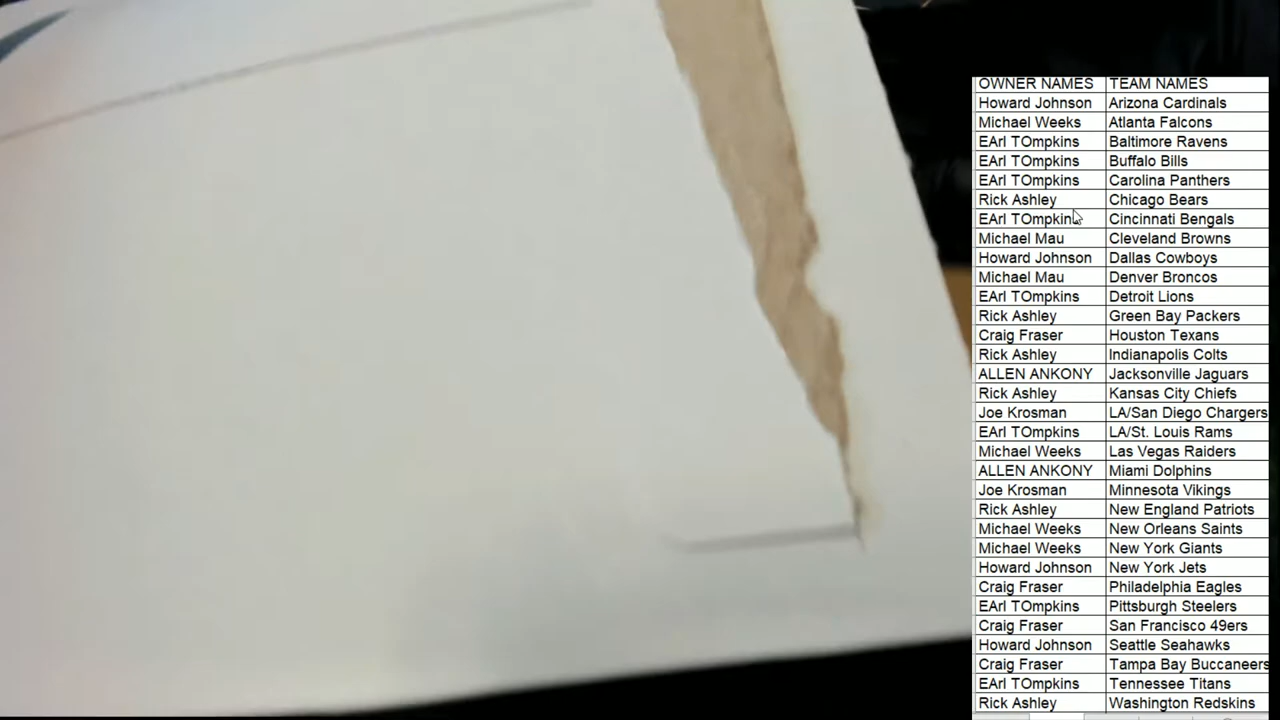 OWNER NAMES TEAM NAMES
Howard Johnson Arizona Cardinals
Michael Weeks Atlanta Falcons
EArl TOmpkins Baltimore Ravens
EArl TOmpkins Buffalo Bills
EArl TOmpkins Carolina Panthers
Rick Ashley Chicago Bears
EArl TOmpkins Cincinnati Bengals
Michael Mau Cleveland Browns
Howard Johnson Dallas Cowboys
Michael Mau Denver Broncos
EArl TOmpkins Detroit Lions
Rick Ashley Green Bay Packers
Craig Fraser Houston Texans
Rick Ashley Indianapolis Colts
ALLEN ANKONY Jacksonville Jaguars
Rick Ashley Kansas City Chiefs
Joe Krosman LA/San Diego Chargers
EArl TOmpkins LA/St. Louis Rams
Michael Weeks Las Vegas Raiders
ALLEN ANKONY Miami Dolphins
Joe Krosman Minnesota Vikings
Rick Ashley New England Patriots
Michael Weeks New Orleans Saints
Michael Weeks New York Giants
Howard Johnson New York Jets
Craig Fraser Philadelphia Eagles
EArl TOmpkins Pittsburgh Steelers
Craig Fraser San Francisco 49ers
Howard Johnson Seattle Seahawks
Craig Fraser Tampa Bay Buccaneers
EArl TOmpkins Tennessee Titans
Rick Ashley Washington Redskins